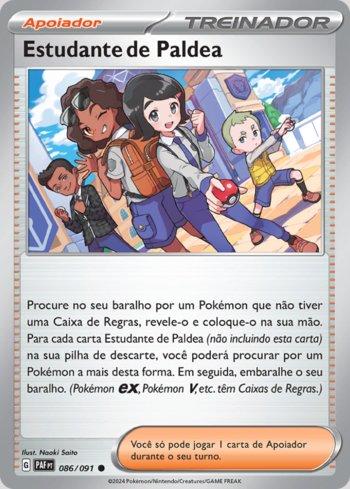 Apoiador
TREINADOR
Estudante de Paldea
Procure no seu baralho por um Pokémon que não tiver
uma Caixa de Regras, revele-o e coloque-o na sua mão.
Para cada carta Estudante de Paldea (não incluindo esta carta)
na sua pilha de descarte, você poderá procurar por um
Pokémon a mais desta forma. Em seguida, embaralhe o seu
baralho. (Pokémon ex, Pokémon V, etc. têm Caixas de Regras.)
Ilust. Naoki Saito
G PAF PT 086/091
Você só pode jogar 1 carta de Apoiador
durante o seu turno.
©2024 Pokémon/Nintendo/Creatures/GAME FREAK